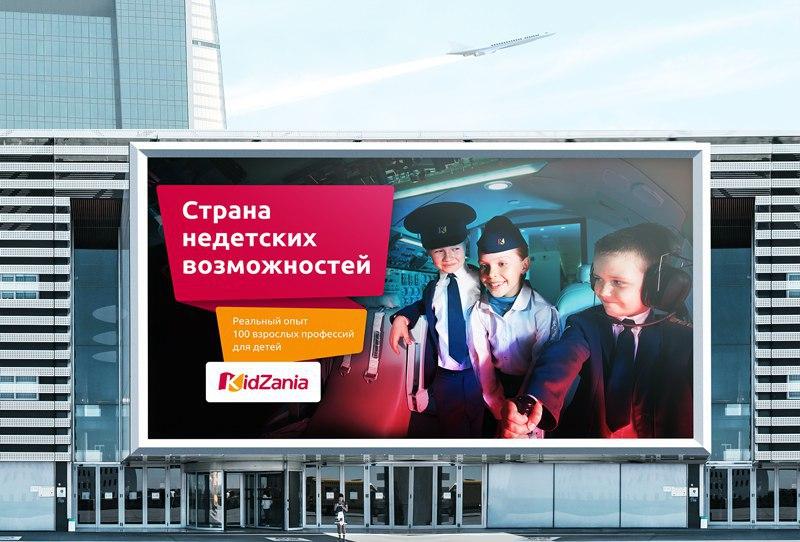 Страна
недетских
возможностей
Реальный опыт
100 взрослых профессий
для детей
KidZania